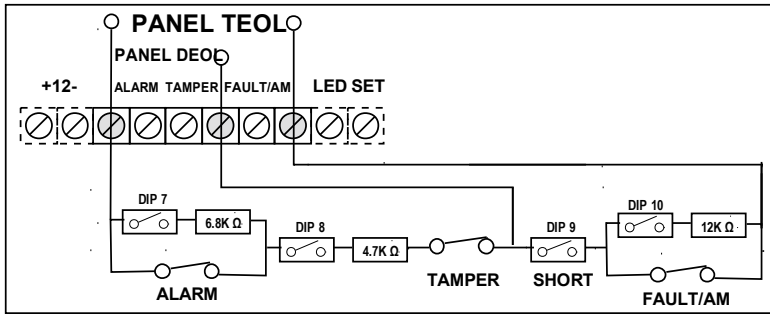 PANEL TEOL
PANEL DEOL
+12- ALARM TAMPER FAULT/AM LED SET
DIP 7
6.8K Ω
DIP 8
4.7K Ω
DIP 9
DIP 10
12K Ω
ALARM
TAMPER
SHORT
FAULT/AM